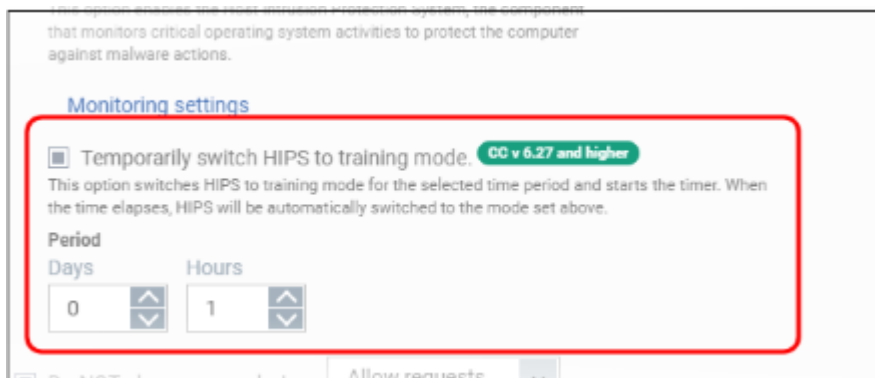 This option enables the Host Intrusion Protection System, the component
that monitors critical operating system activities to protect the computer
against malware actions.
Monitoring settings
Temporarily switch HIPS to training mode. CC v 6.27 and higher
This option switches HIPS to training mode for the selected time period and starts the timer. When
the time elapses, HIPS will be automatically switched to the mode set above.
Period
Days Hours
0 1
Allow requests